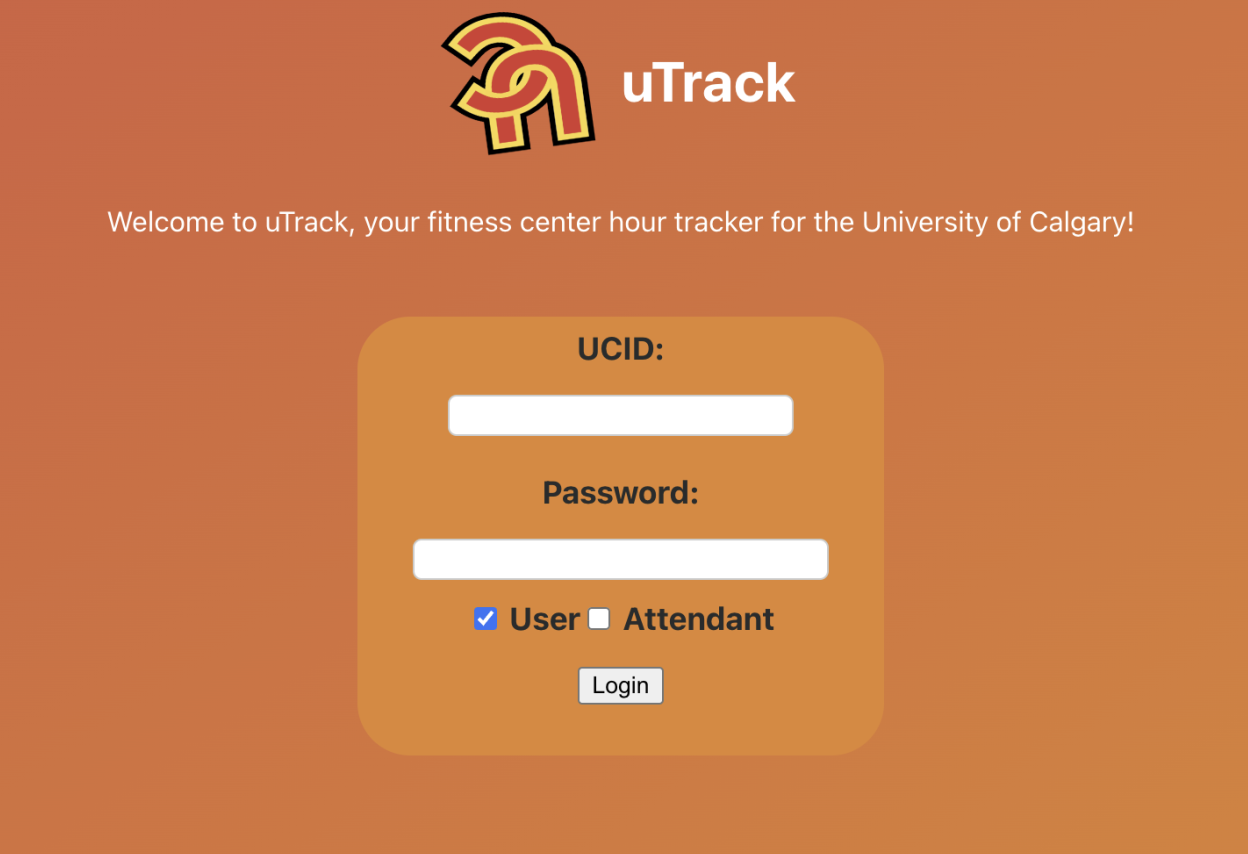 uTrack
Welcome to uTrack, your fitness center hour tracker for the University of Calgary!
UCID:
Password:
User Attendant
Login